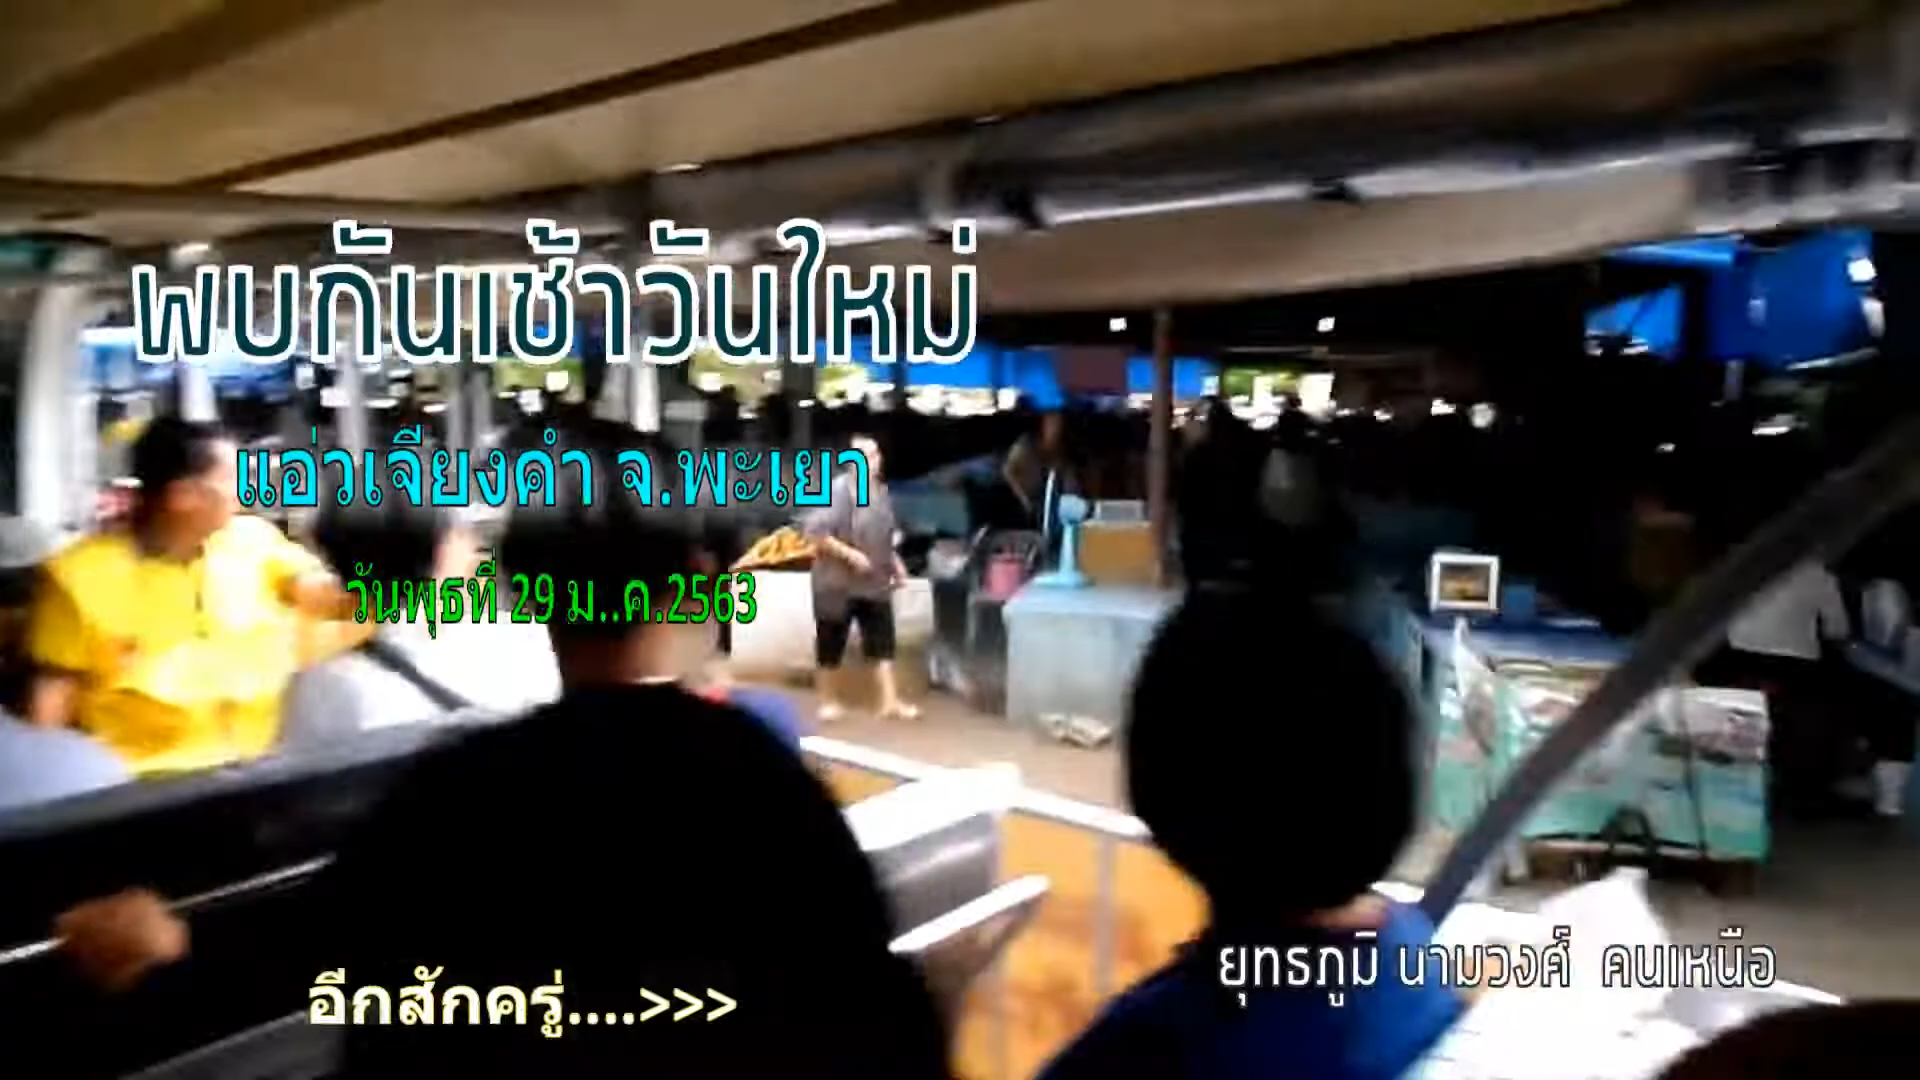 พบกันเช้าวันใหม่
แอ่วเจียงคำ จ.พะเยา
วันพุธที่ 29 ม..ค.2563
อีกสักครู่....>>>
ยุทธภูมิ นามวงศ์ คนเหนือ